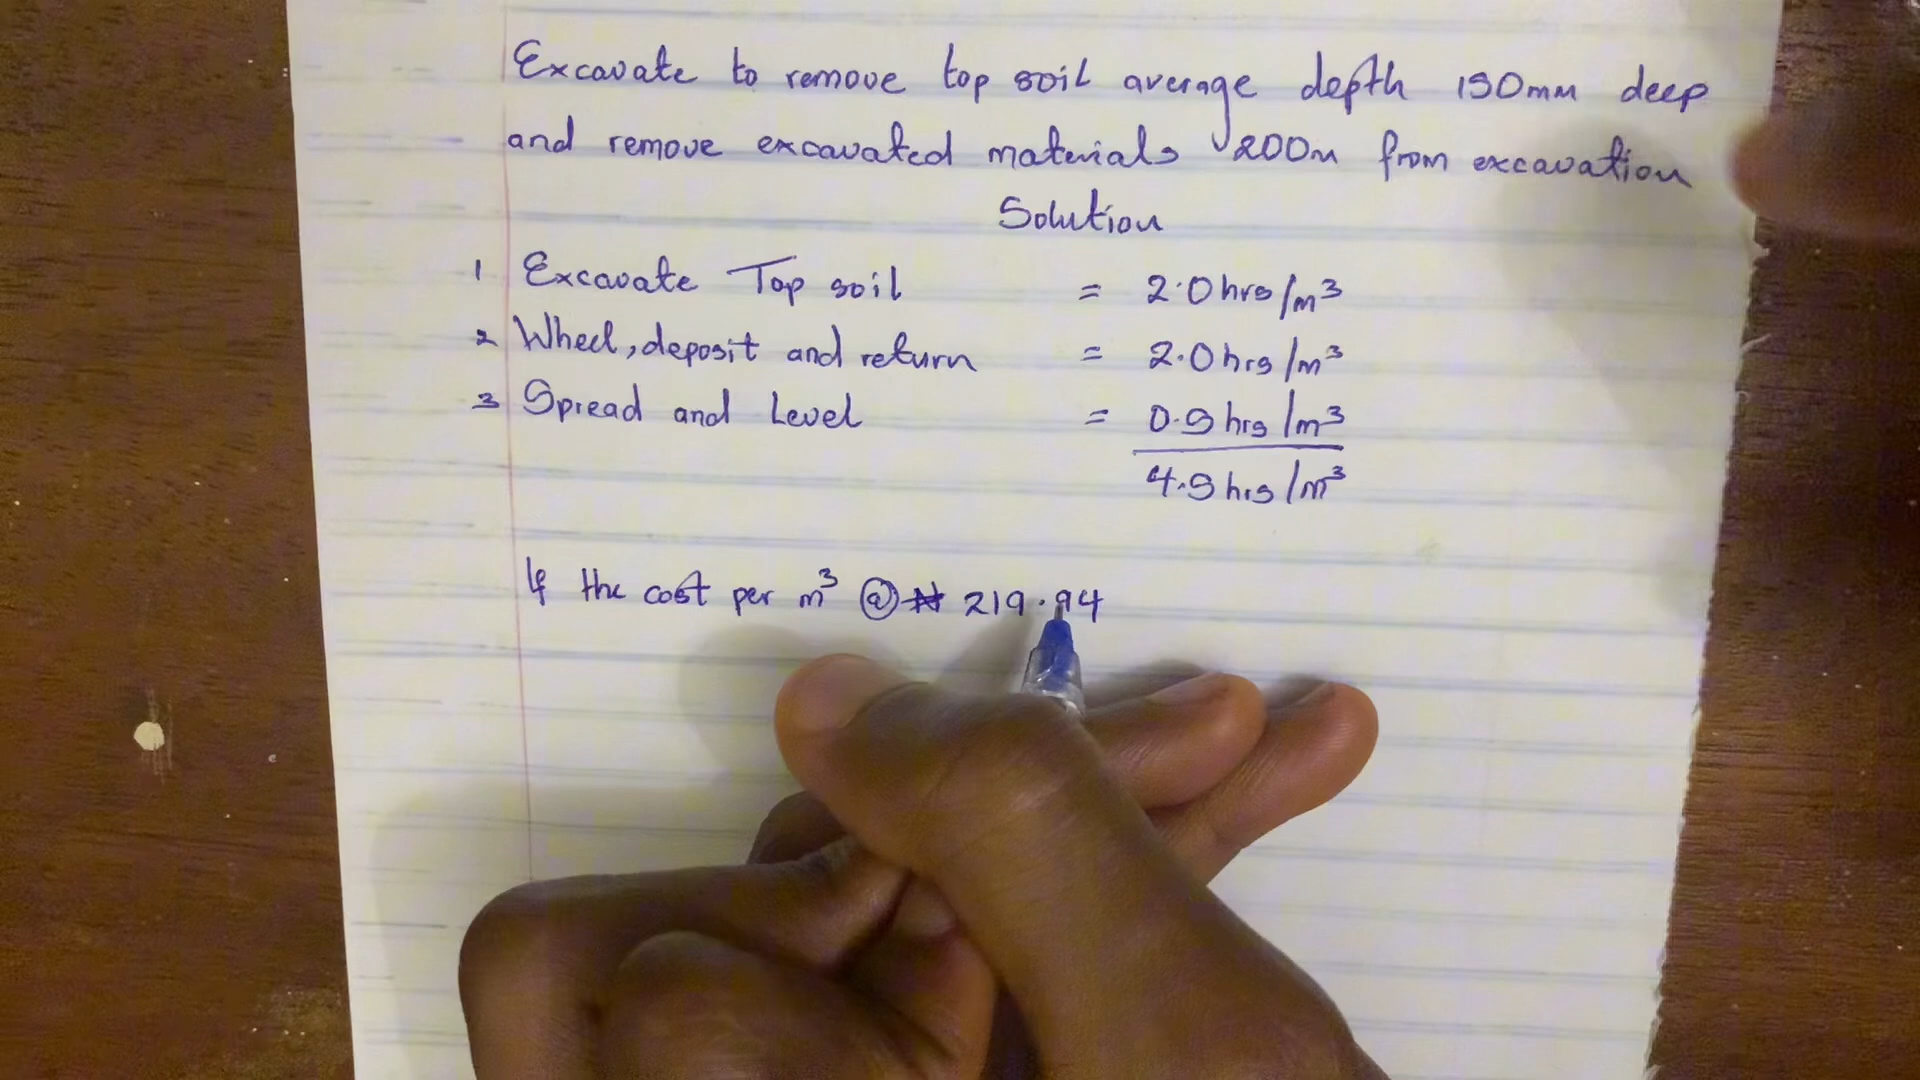 Excavate to remove top soil average depth 150mm deep
and remove excavated materials 200m from excavation
Solution
1 Excavate Top soil = 2.0hrs/m³
2 Wheel, deposit and return = 2.0hrs/m³
3 Spread and Level = 0.9hrs/m³
4.9hrs/m³
If the cost per m³ @ ₦ 219.94